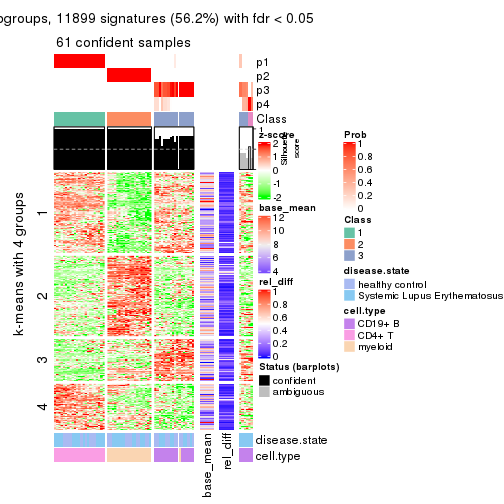 ogroups, 11899 signatures (56.2%) with fdr < 0.05
61 confident samples
p1
p2
p3
p4
Class
1
Silhouette
score
k-means with 4 groups
1
2
3
4
base_mean
rel_diff
disease.state
cell.type
z-score
2
1
0
-1
-2
base_mean
12
10
8
6
4
rel_diff
1
0.8
0.6
0.4
0.2
0
Status (barplots)
confident
ambiguous
Prob
1
0.8
0.6
0.4
0.2
0
Class
1
2
3
disease.state
healthy control
Systemic Lupus Erythematosus
cell.type
CD19+ B
CD4+ T
myeloid